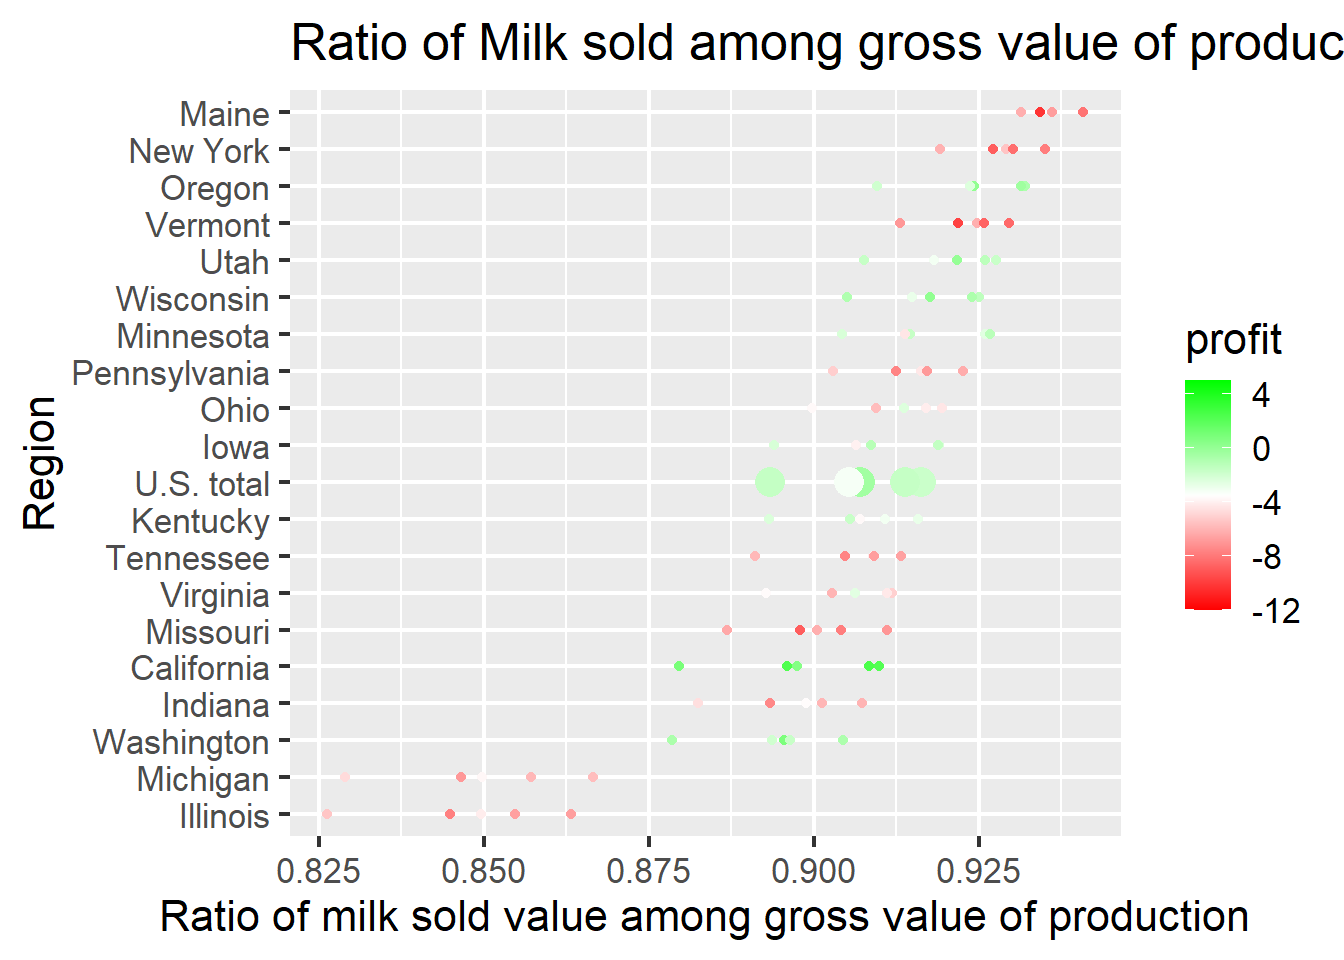 Ratio of Milk sold among gross value of produc
Maine
New York
Oregon
Vermont
Utah
Wisconsin
Minnesota
Pennsylvania
Ohio
Iowa
U.S. total
Kentucky
Tennessee
Virginia
Missouri
California
Indiana
Washington
Michigan
Illinois
Region
0.825 0.850 0.875 0.900 0.925
Ratio of milk sold value among gross value of production
profit
4
0
-4
-8
-12